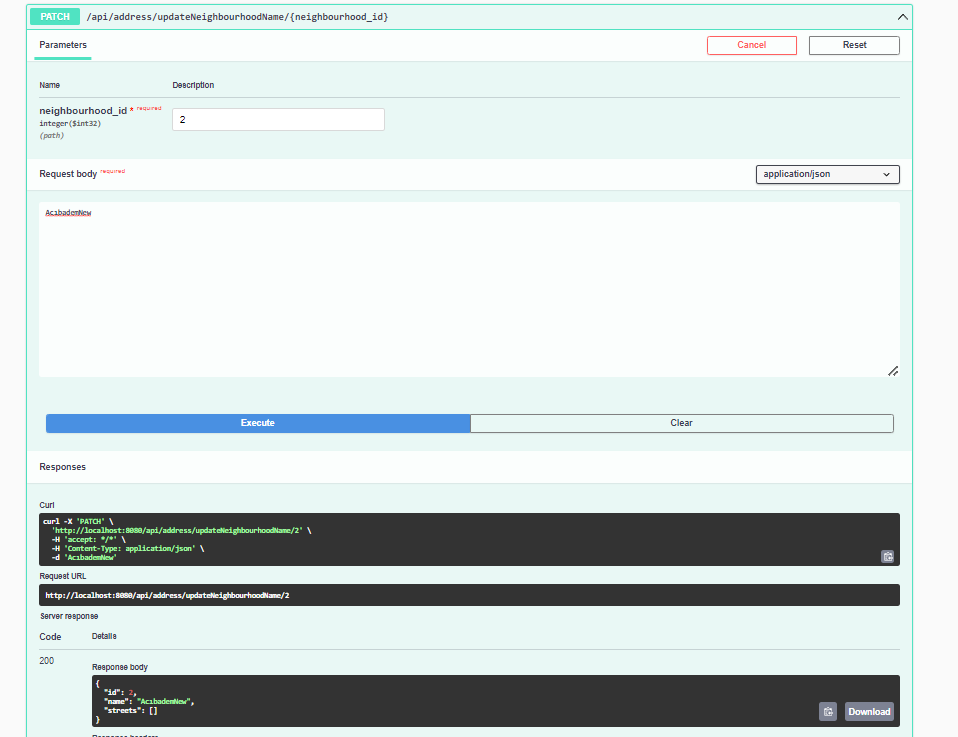 PATCH /api/address/updateNeighbourhoodName/{neighbourhood_id}
Parameters Cancel Reset
Name Description
neighbourhood_id * required 2
integer($int32)
(path)
Request body required application/json
AcıbademNew
Execute Clear
Responses
Curl
curl -X 'PATCH' \
'http://localhost:8080/api/address/updateNeighbourhoodName/2' \
-H 'accept: */*' \
-H 'Content-Type: application/json' \
-d 'AcıbademNew'
Request URL
http://localhost:8080/api/address/updateNeighbourhoodName/2
Server response
Code Details
200
Response body
{
"id": 2,
"name": "AcıbademNew",
"streets": []
}
Download
Response headers